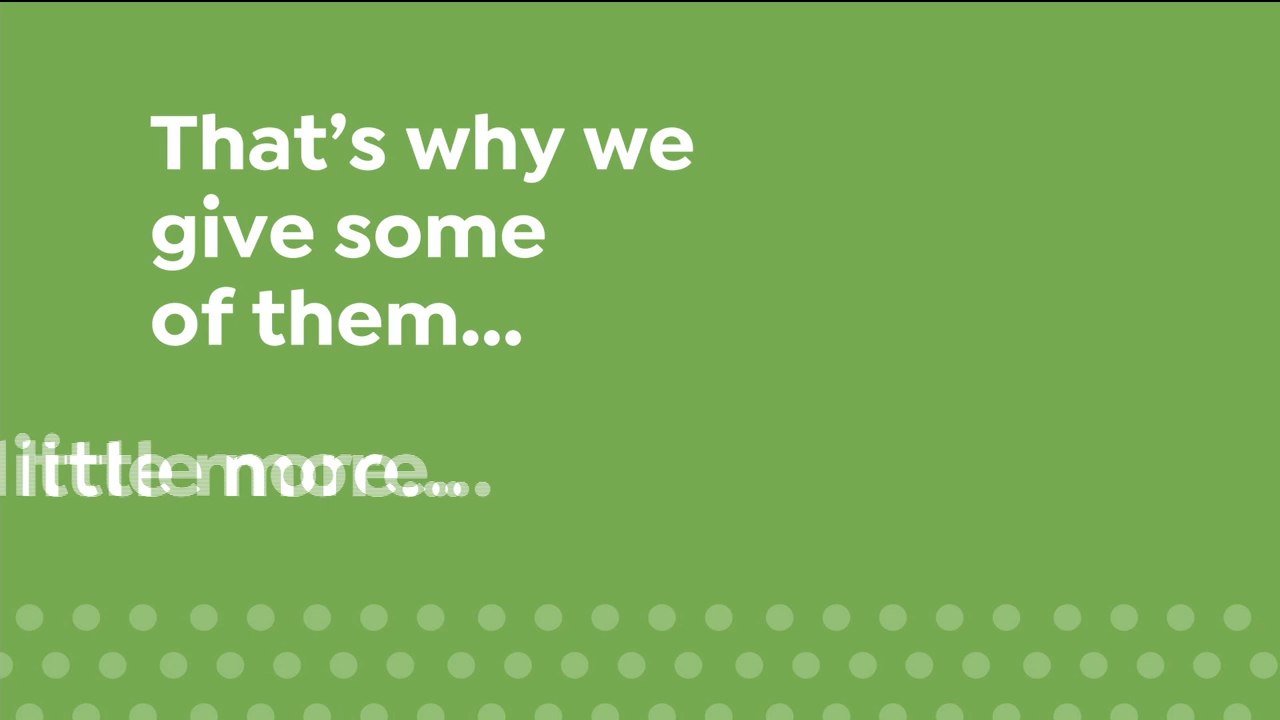 That’s why we
give some
of them...
little more...